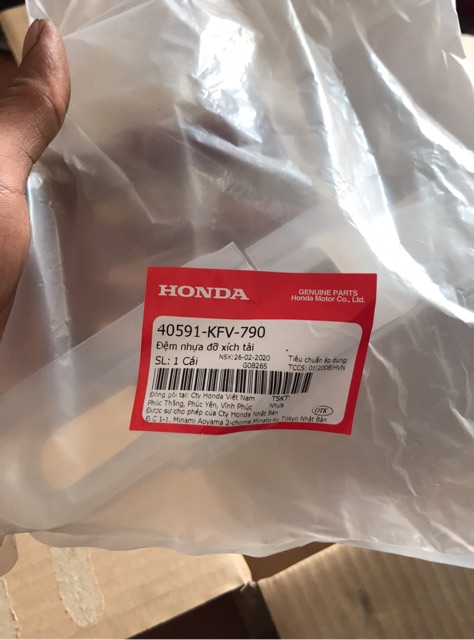 HONDA
GENUINE PARTS
Honda Motor Co., Ltd.
40591-KFV-790
Đệm nhựa đỡ xích tải
SL: 1 Cái
NSX:26-02-2020
G0B26S
Tiêu chuẩn áp dụng:
TCCS: 01/2008/HVN
Đóng gói tại: Cty Honda Việt Nam
TSKT:
Phúc Thắng, Phúc Yên, Vĩnh Phúc
Nhựa
Được sự cho phép của Cty Honda Nhật Bản
OTK
Đ.C 1-1, Minami Aoyama 2-chome Minato-ku Tokyo Nhật Bản